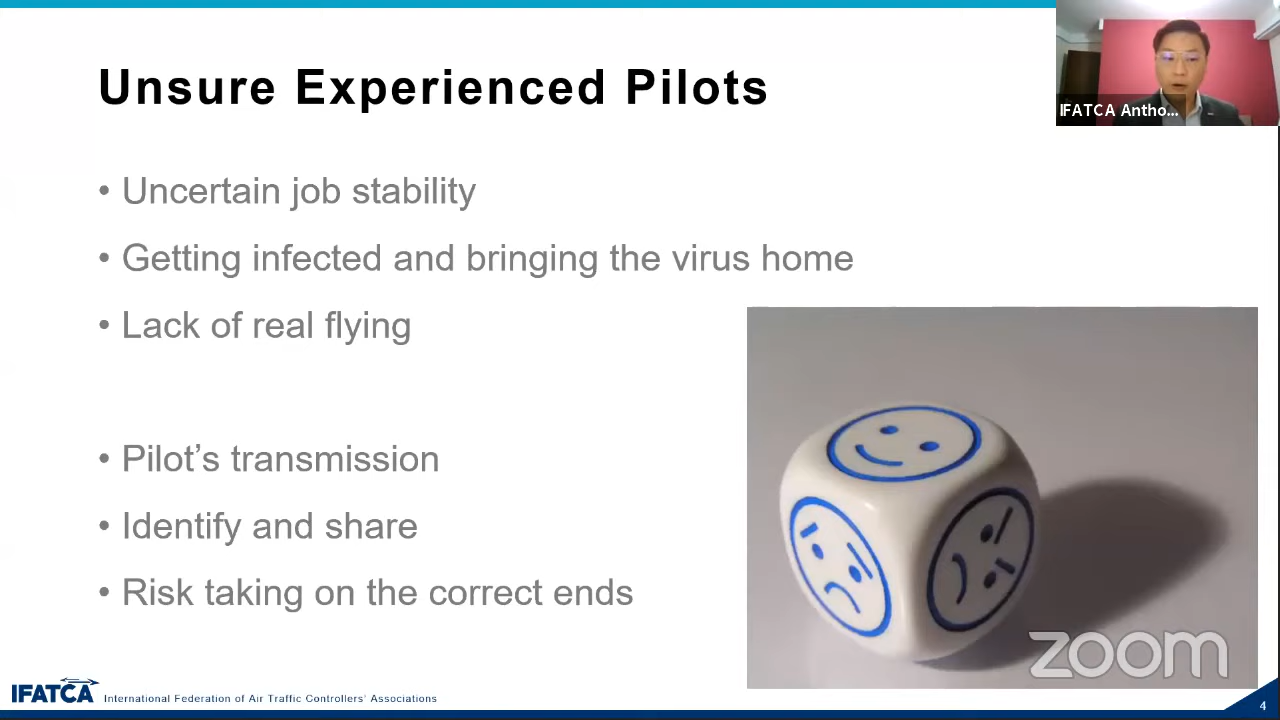 Unsure Experienced Pilots
IFATCA Antho...
• Uncertain job stability
• Getting infected and bringing the virus home
• Lack of real flying
• Pilot’s transmission
• Identify and share
• Risk taking on the correct ends
zoom
IFATCA International Federation of Air Traffic Controllers’ Associations
4